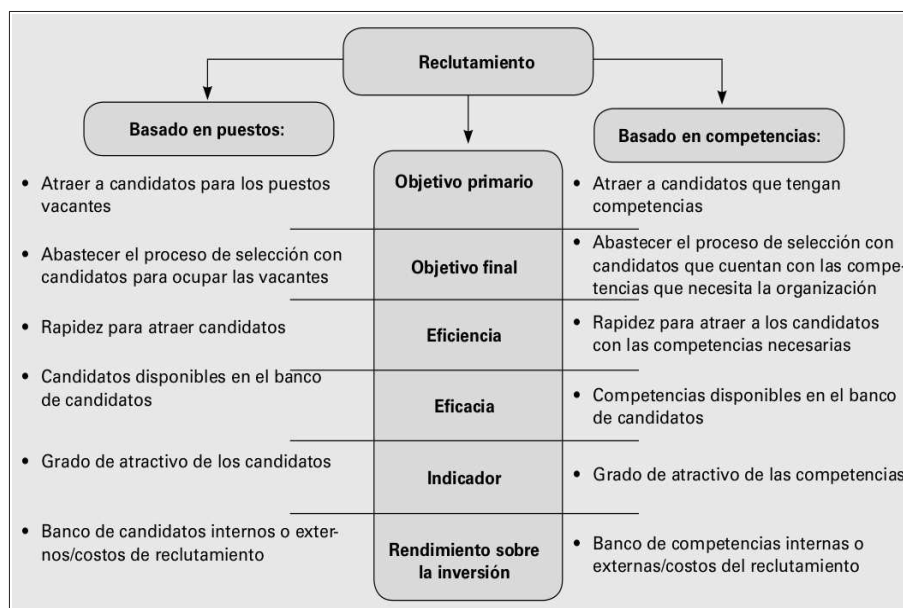 Reclutamiento
Basado en puestos:
Basado en competencias:
• Atraer a candidatos para los puestos
vacantes
Objetivo primario
• Atraer a candidatos que tengan
competencias
• Abastecer el proceso de selección con
candidatos para ocupar las vacantes
Objetivo final
• Abastecer el proceso de selección con
candidatos que cuentan con las compe-
tencias que necesita la organización
• Rapidez para atraer candidatos
Eficiencia
• Rapidez para atraer a los candidatos
con las competencias necesarias
• Candidatos disponibles en el banco
de candidatos
Eficacia
• Competencias disponibles en el banco
de candidatos
• Grado de atractivo de los candidatos
Indicador
• Grado de atractivo de las competencias
• Banco de candidatos internos o exter-
nos/costos de reclutamiento
Rendimiento sobre
la inversión
• Banco de competencias internas o
externas/costos del reclutamiento